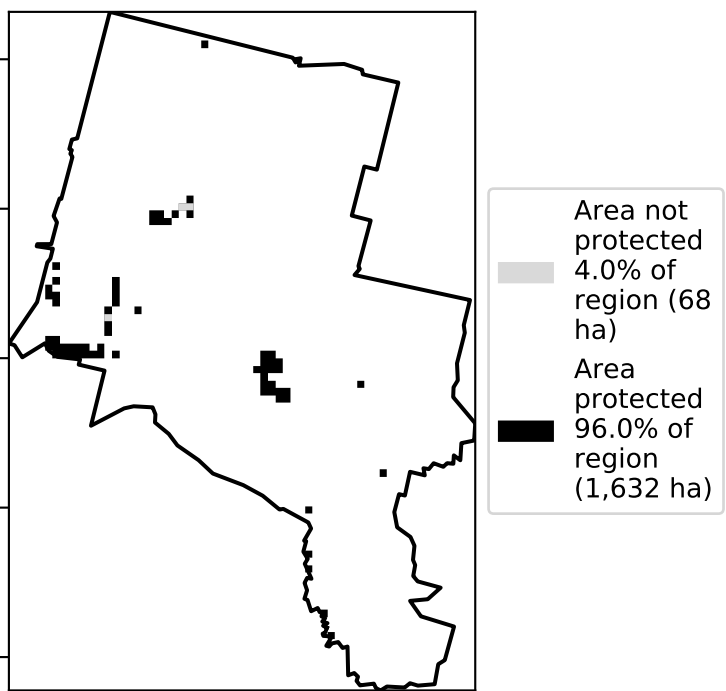 Area not
protected
4.0% of
region (68
ha)
Area
protected
96.0% of
region
(1,632 ha)